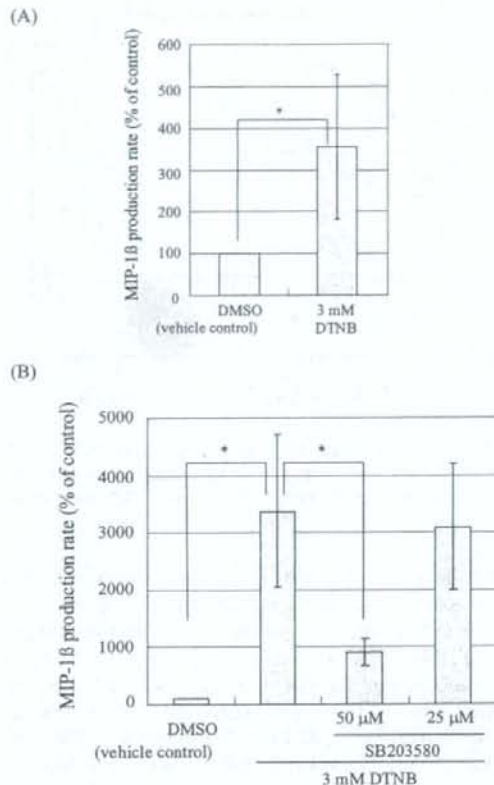 (A)
MIP-1ß production rate (% of control)
600
500
400
300
200
100
0
*
DMSO
(vehicle control)
3 mM
DTNB
(B)
MIP-1ß production rate (% of control)
5000
4000
3000
2000
1000
0
*
*
DMSO
(vehicle control)
50 µM
25 µM
SB203580
3 mM DTNB